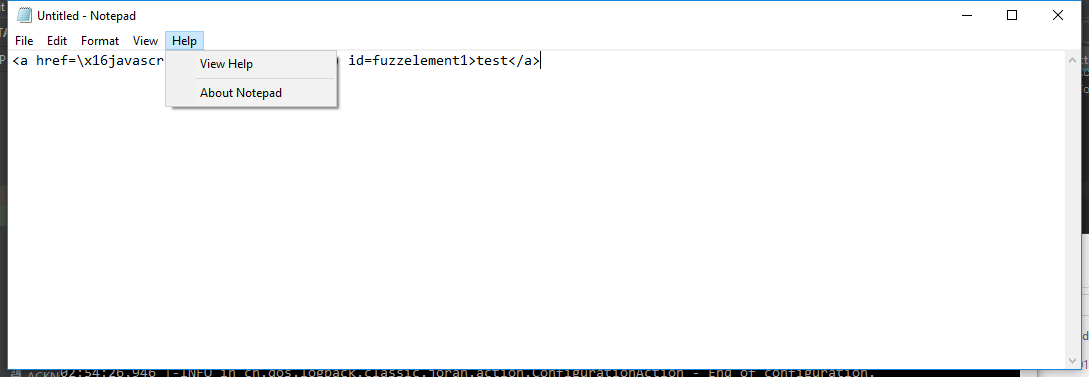 Untitled - Notepad
File Edit Format View Help
<a href=\x16javascr id=fuzzelement1>test</a>
View Help
About Notepad
02:54:26,946 |-INFO in ch.qos.logback.classic.joran.action.ConfigurationAction - End of configuration.